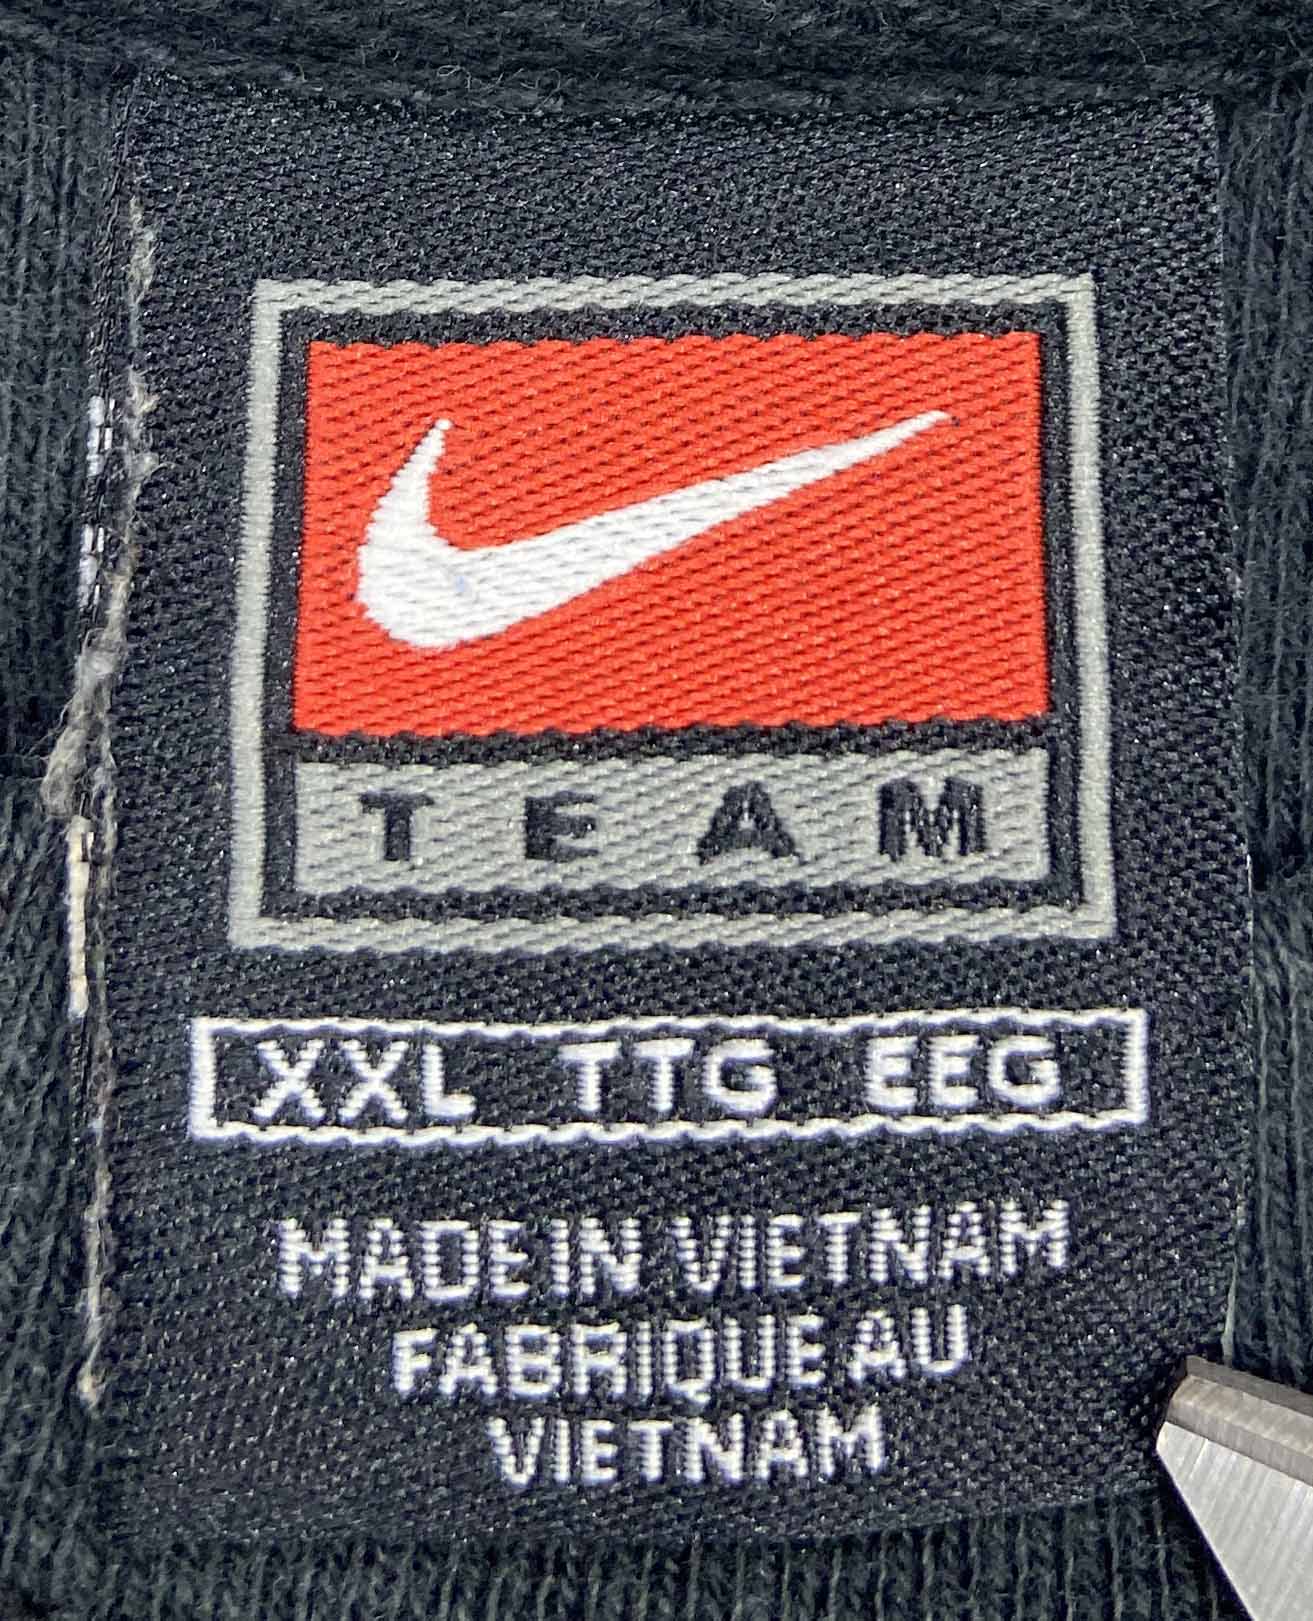 TEAM
XXL TTG EEG
MADE IN VIETNAM
FABRIQUE AU
VIETNAM